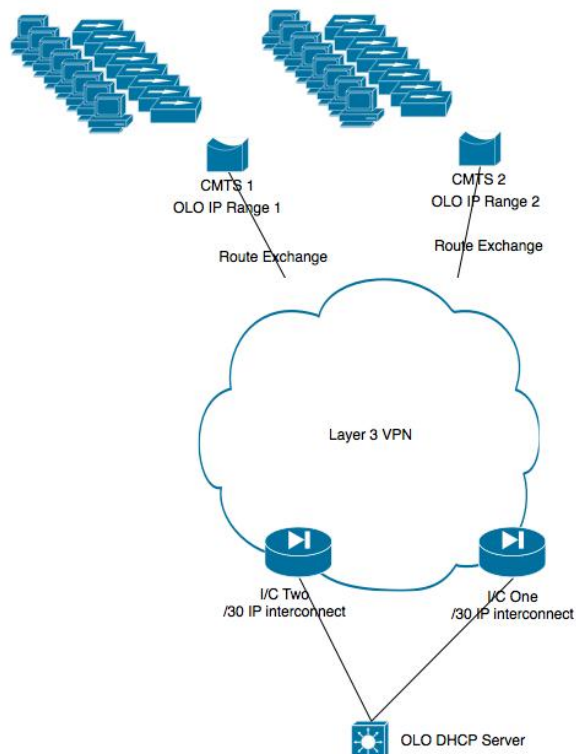 CMTS 1
OLO IP Range 1
CMTS 2
OLO IP Range 2
Route Exchange
Route Exchange
Layer 3 VPN
I/C Two
/30 IP interconnect
I/C One
/30 IP interconnect
OLO DHCP Server